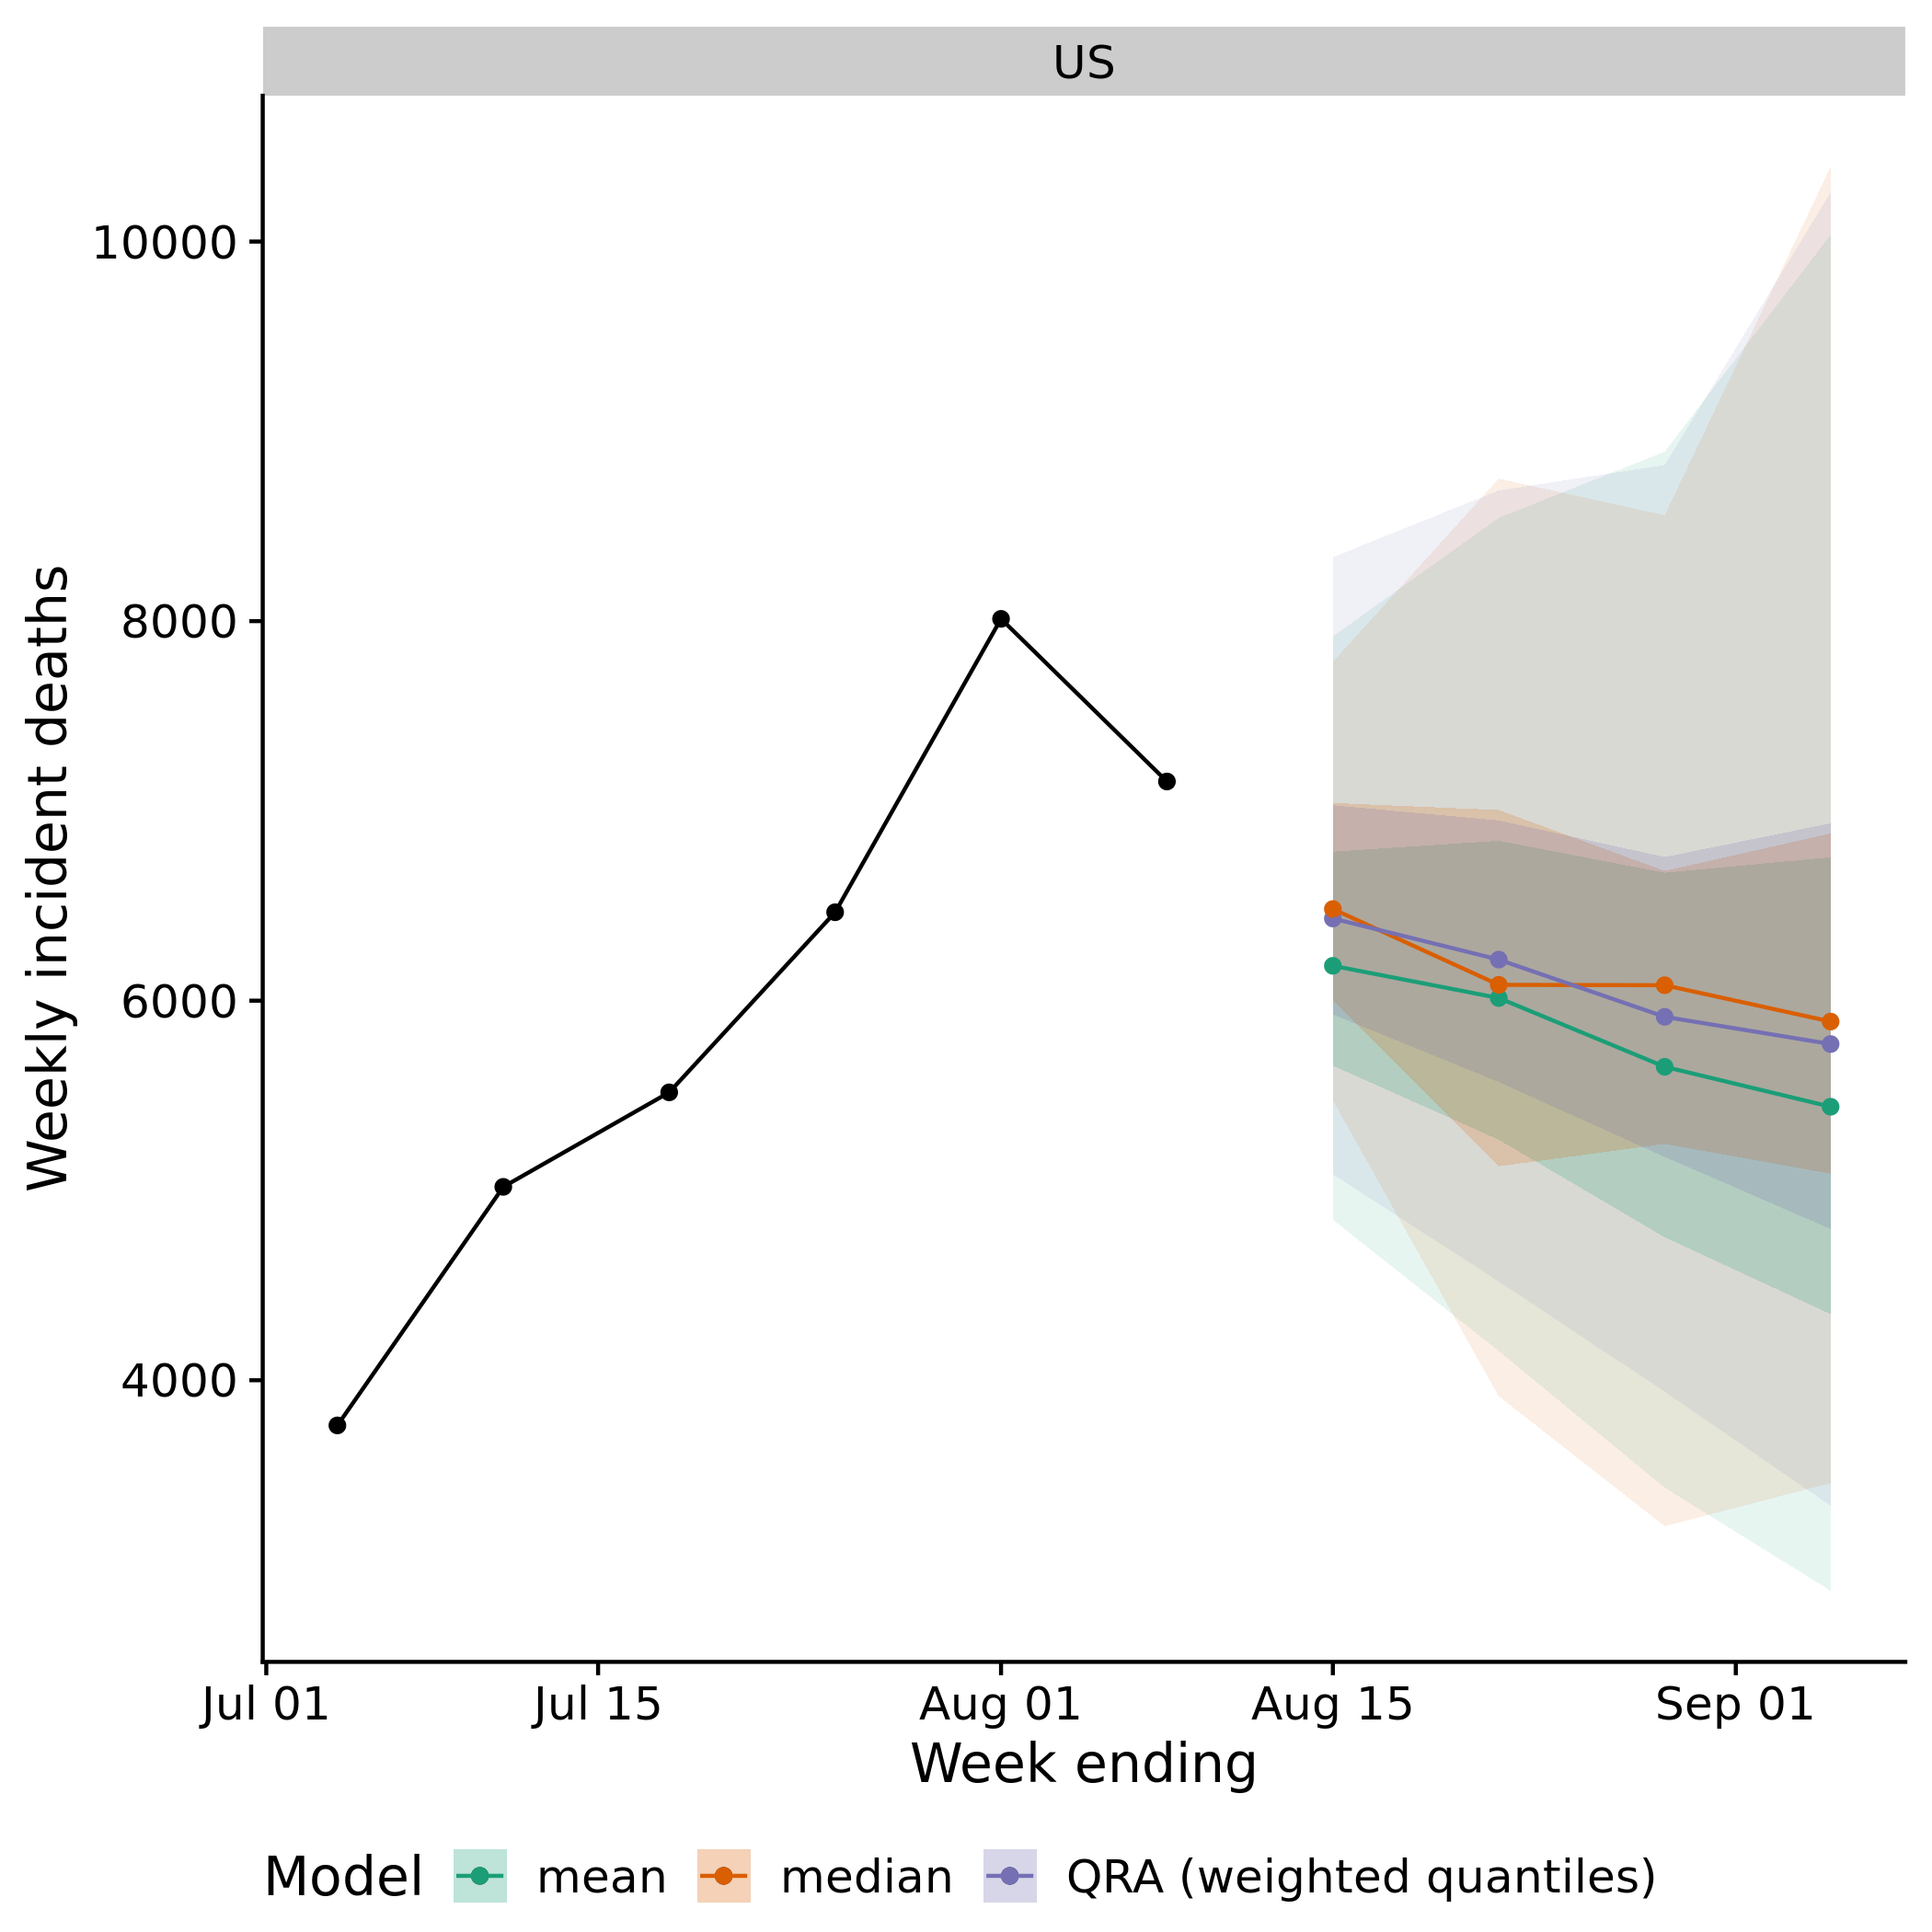 US
Weekly incident deaths
10000
8000
6000
4000
Jul 01 Jul 15 Aug 01 Aug 15 Sep 01
Week ending
Model mean median QRA (weighted quantiles)